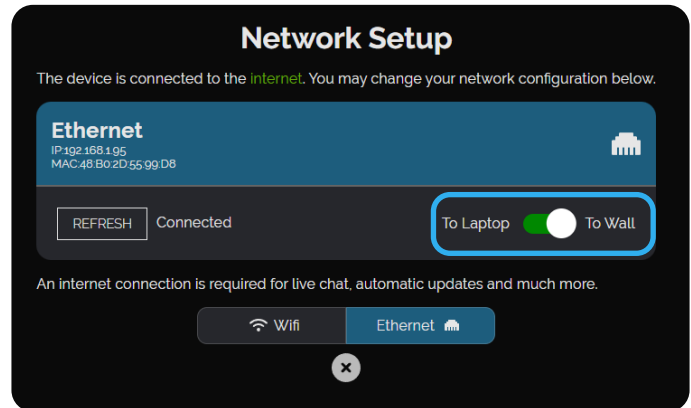 Network Setup
The device is connected to the internet. You may change your network configuration below.
Ethernet
IP:192.168.1.95
MAC:48:B0:2D:55:99:D8
REFRESH Connected To Laptop To Wall
An internet connection is required for live chat, automatic updates and much more.
Wifi Ethernet